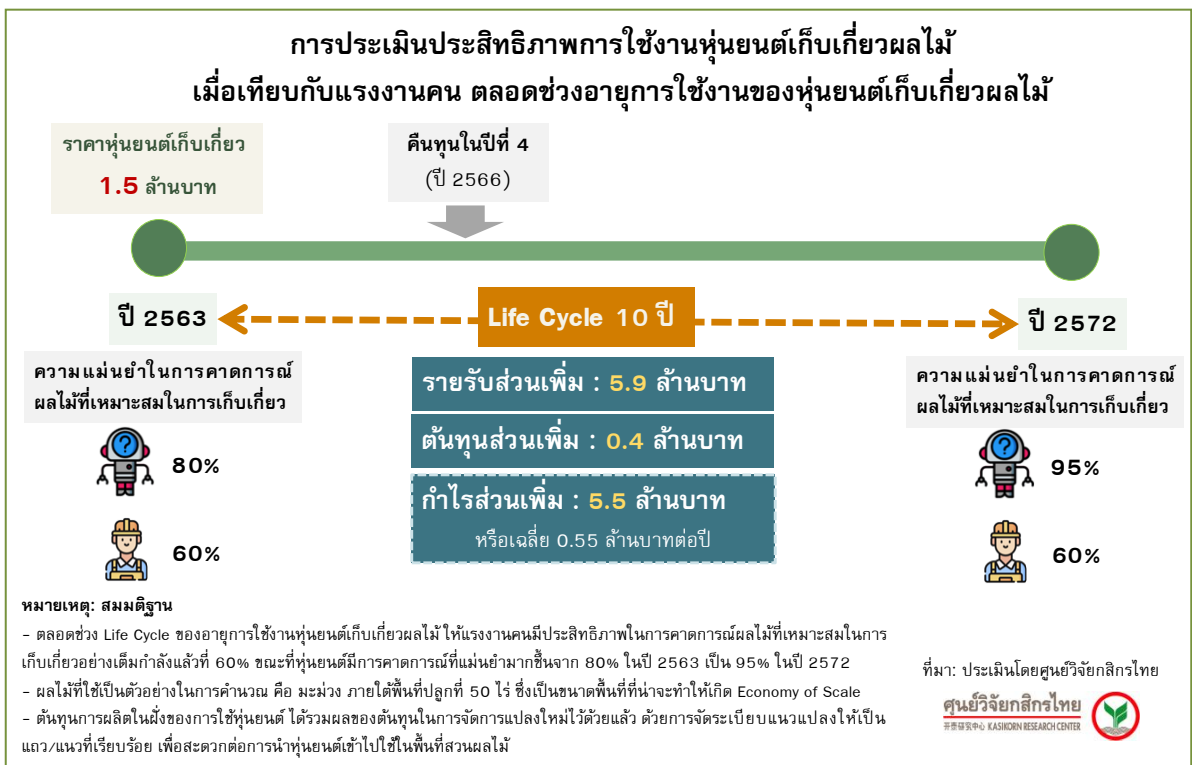 การประเมินประสิทธิภาพการใช้งานหุ่นยนต์เก็บเกี่ยวผลไม้
เมื่อเทียบกับแรงงานคน ตลอดช่วงอายุการใช้งานของหุ่นยนต์เก็บเกี่ยวผลไม้
ราคาหุ่นยนต์เก็บเกี่ยว
1.5 ล้านบาท
คืนทุนในปีที่ 4
(ปี 2566)
ปี 2563
Life Cycle 10 ปี
ปี 2572
ความแม่นยำในการคาดการณ์
ผลไม้ที่เหมาะสมในการเก็บเกี่ยว
80%
60%
รายรับส่วนเพิ่ม : 5.9 ล้านบาท
ต้นทุนส่วนเพิ่ม : 0.4 ล้านบาท
กำไรส่วนเพิ่ม : 5.5 ล้านบาท
หรือเฉลี่ย 0.55 ล้านบาทต่อปี
ความแม่นยำในการคาดการณ์
ผลไม้ที่เหมาะสมในการเก็บเกี่ยว
95%
60%
หมายเหตุ: สมมติฐาน
– ตลอดช่วง Life Cycle ของอายุการใช้งานหุ่นยนต์เก็บเกี่ยวผลไม้ ให้แรงงานคนมีประสิทธิภาพในการคาดการณ์ผลไม้ที่เหมาะสมในการ
เก็บเกี่ยวอย่างเต็มกำลังแล้วที่ 60% ขณะที่หุ่นยนต์มีการคาดการณ์ที่แม่นยำมากขึ้นจาก 80% ในปี 2563 เป็น 95% ในปี 2572
– ผลไม้ที่ใช้เป็นตัวอย่างในการคำนวณ คือ มะม่วง ภายใต้พื้นที่ปลูกที่ 50 ไร่ ซึ่งเป็นขนาดพื้นที่ที่น่าจะทำให้เกิด Economy of Scale
– ต้นทุนการผลิตในฝั่งของการใช้หุ่นยนต์ ได้รวมผลของต้นทุนในการจัดการแปลงใหม่ไว้ด้วยแล้ว ด้วยการจัดระเบียบแนวแปลงให้เป็น
แถว/แนวที่เรียบร้อย เพื่อสะดวกต่อการนำหุ่นยนต์เข้าไปใช้ในพื้นที่สวนผลไม้
ที่มา: ประเมินโดยศูนย์วิจัยกสิกรไทย
ศูนย์วิจัยกสิกรไทย
开泰研究中心 KASIKORN RESEARCH CENTER